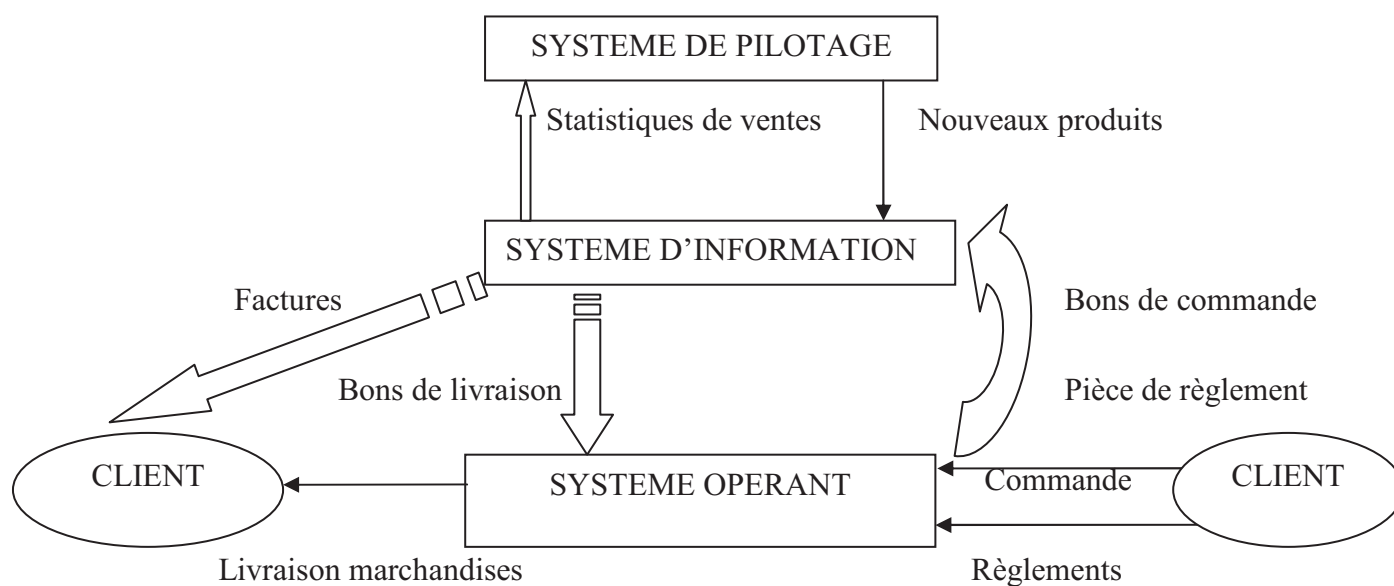 SYSTEME DE PILOTAGE
Statistiques de ventes
Nouveaux produits
SYSTEME D’INFORMATION
Factures
Bons de commande
Bons de livraison
Pièce de règlement
CLIENT
SYSTEME OPERANT
Commande
CLIENT
Livraison marchandises
Règlements